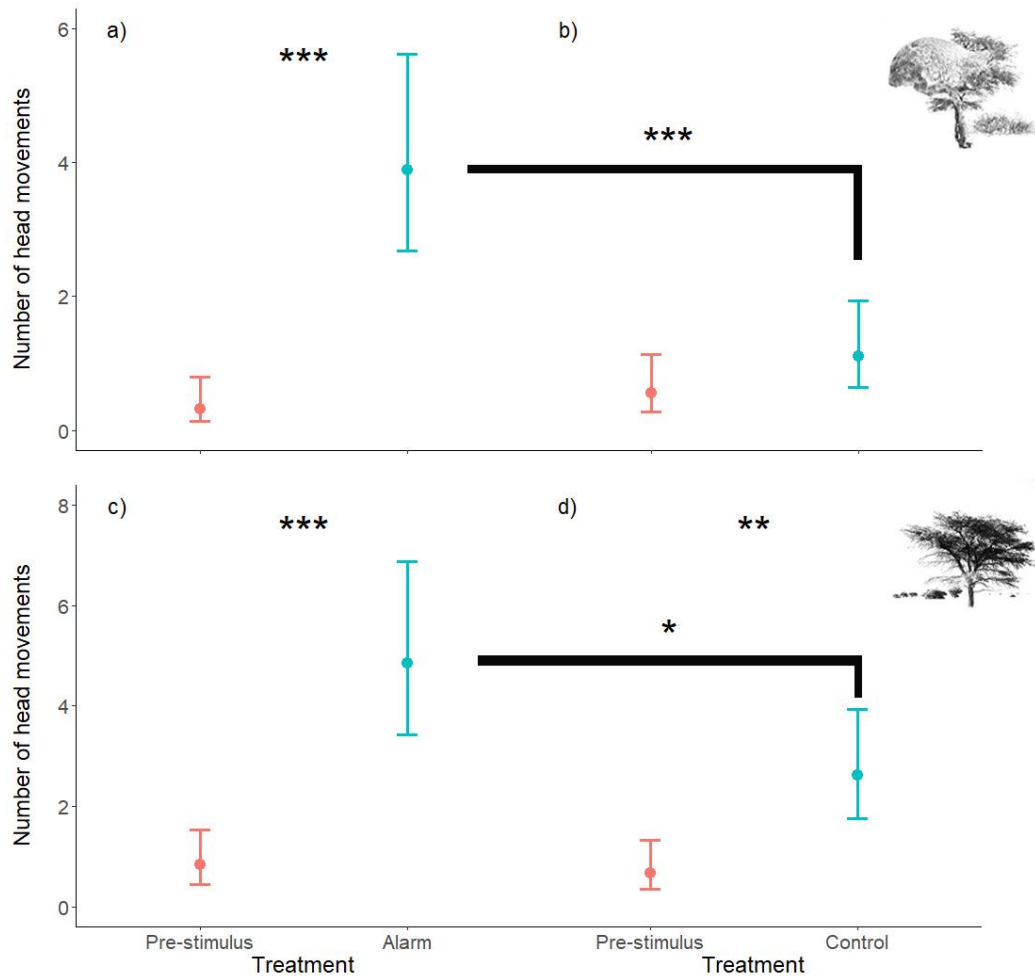 a)
b)
***
***
6
4
2
0
Number of head movements
c)
d)
***
**
*
8
6
4
2
0
Number of head movements
Pre-stimulus Alarm Pre-stimulus Control
Treatment Treatment